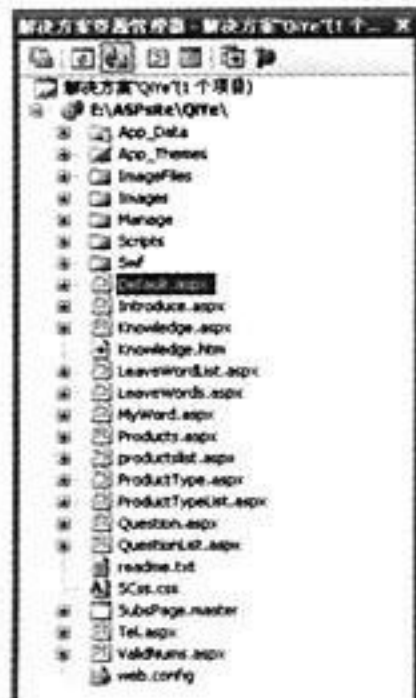 解决方案资源管理器 - 解决方案"QiYe"(1 个...
解决方案"QiYe"(1 个项目)
E:\ASPsite\QiYe\
App_Data
App_Themes
ImageFiles
Images
Manage
Scripts
Swf
Default.aspx
Introduce.aspx
Knowledge.aspx
Knowledge.htm
LeaveWordList.aspx
LeaveWords.aspx
MyWord.aspx
Products.aspx
productslist.aspx
ProductType.aspx
ProductTypeList.aspx
Question.aspx
QuestionList.aspx
readme.txt
SCss.css
SubsPage.master
Tel.aspx
ValidNums.aspx
web.config